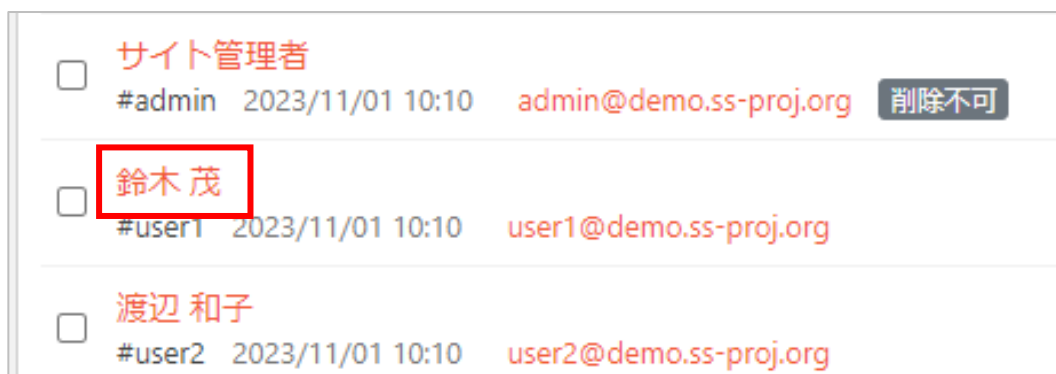 サイト管理者
#admin 2023/11/01 10:10 admin@demo.ss-proj.org 削除不可
鈴木 茂
#user1 2023/11/01 10:10 user1@demo.ss-proj.org
渡辺 和子
#user2 2023/11/01 10:10 user2@demo.ss-proj.org